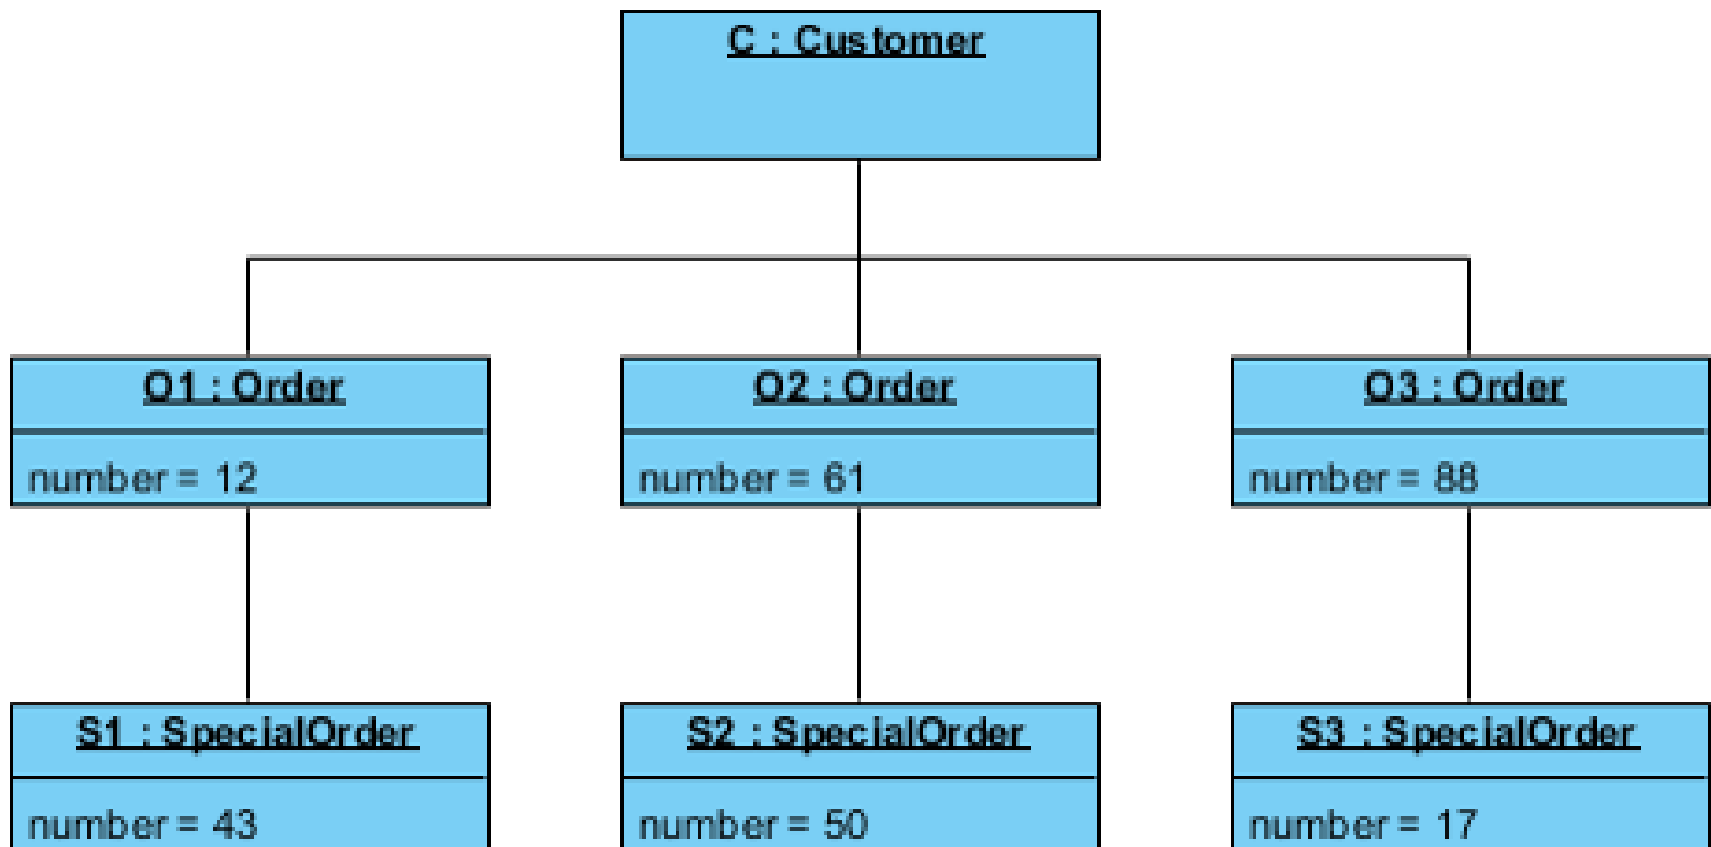 C : Customer
O1 : Order
number = 12
O2 : Order
number = 61
O3 : Order
number = 88
S1 : SpecialOrder
number = 43
S2 : SpecialOrder
number = 50
S3 : SpecialOrder
number = 17